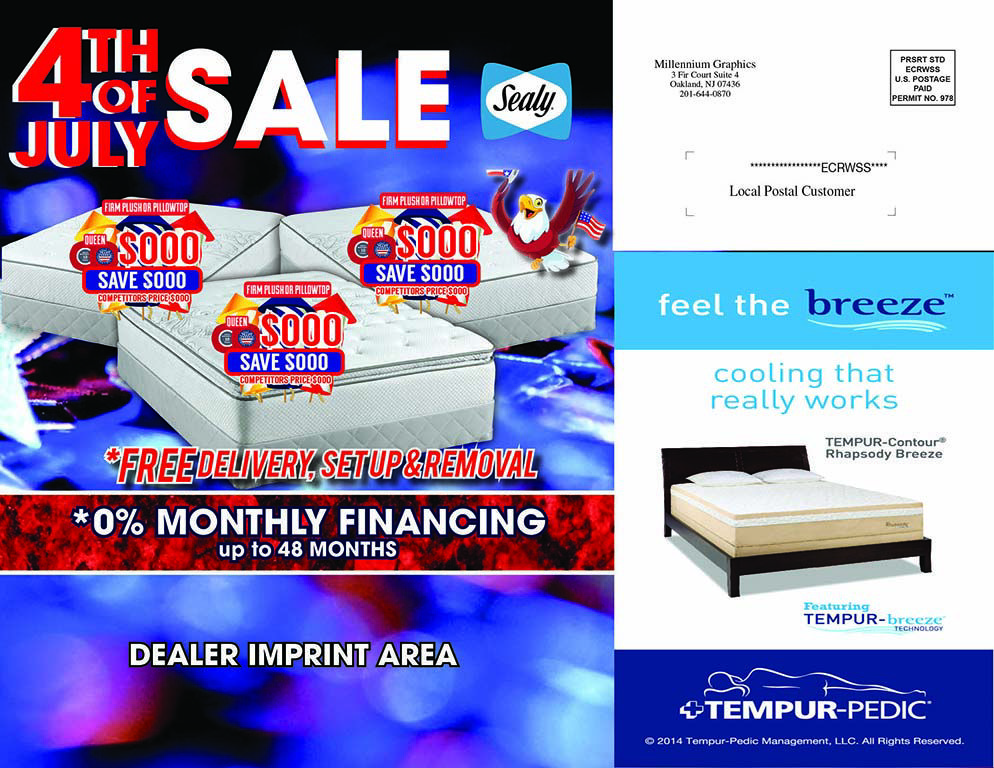 4TH
OF
JULY
SALE
Sealy
FIRM PLUSH OR PILLOWTOP
QUEEN
$000
SAVE $000
COMPETITORS PRICE $000
FIRM PLUSH OR PILLOWTOP
QUEEN
$000
SAVE $000
COMPETITORS PRICE $000
FIRM PLUSH OR PILLOWTOP
QUEEN
$000
SAVE $000
COMPETITORS PRICE $000
*FREE DELIVERY, SETUP & REMOVAL
*0% MONTHLY FINANCING
up to 48 MONTHS
DEALER IMPRINT AREA
Millennium Graphics
3 Fir Court Suite 4
Oakland, NJ 07436
201-644-0870
PRSRT STD
ECRWSS
U.S. POSTAGE
PAID
PERMIT NO. 978
*****************ECRWSS****
Local Postal Customer
feel the breeze™
cooling that
really works
TEMPUR-Contour®
Rhapsody Breeze
Featuring
TEMPUR-breeze™
TECHNOLOGY
TEMPUR-PEDIC®
© 2014 Tempur-Pedic Management, LLC. All Rights Reserved.